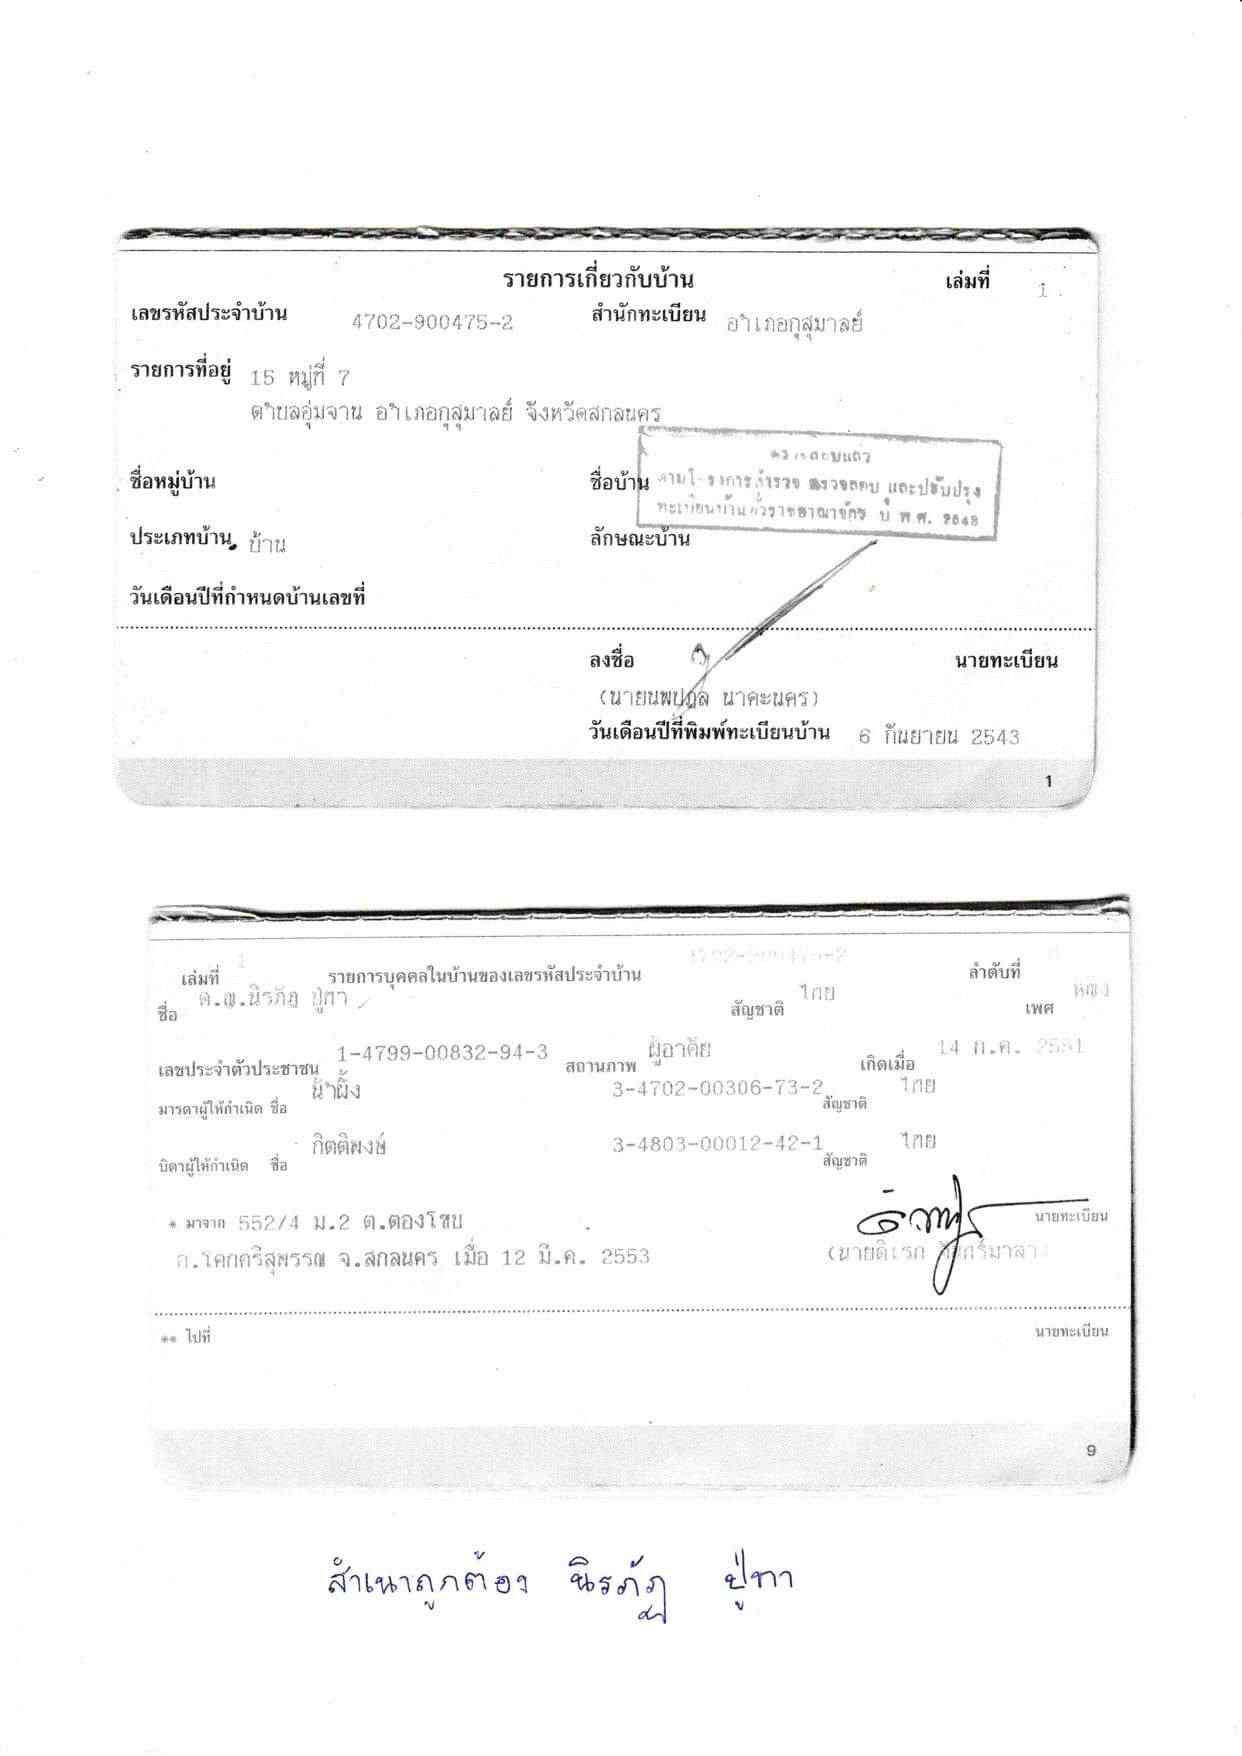 รายการเกี่ยวกับบ้าน เล่มที่ 1
เลขรหัสประจำบ้าน 4702-900475-2 สำนักทะเบียน อำเภอกุสุมาลย์
รายการที่อยู่ 15 หมู่ที่ 7
ตำบลอุ่มจาน อำเภอกุสุมาลย์ จังหวัดสกลนคร
ตรวจสอบแล้ว
ชื่อหมู่บ้าน ชื่อบ้าน
ตามโครงการสำรวจ ตรวจสอบ และปรับปรุง
ทะเบียนบ้านทั่วราชอาณาจักร ปี พ.ศ. 2548
ประเภทบ้าน บ้าน ลักษณะบ้าน
วันเดือนปีที่กำหนดบ้านเลขที่
ลงชื่อ นายทะเบียน
(นายนพปฎล นาคะนคร)
วันเดือนปีที่พิมพ์ทะเบียนบ้าน 6 กันยายน 2543
1
เล่มที่ 1 รายการบุคคลในบ้านของเลขรหัสประจำบ้าน 4702-900475-2 ลำดับที่
ชื่อ ด.ญ.นิรภัฎ ปู่ทา สัญชาติ ไทย เพศ หญิง
เลขประจำตัวประชาชน 1-4799-00832-94-3 สถานภาพ ผู้อาศัย เกิดเมื่อ 14 ก.ค. 2551
มารดาผู้ให้กำเนิด ชื่อ น้ำผึ้ง 3-4702-00306-73-2 สัญชาติ ไทย
บิดาผู้ให้กำเนิด ชื่อ กิตติพงษ์ 3-4803-00012-42-1 สัญชาติ ไทย
* มาจาก 552/4 ม.2 ต.ตองโขบ นายทะเบียน
อ.โคกศรีสุพรรณ จ.สกลนคร เมื่อ 12 มี.ค. 2553 (นายดิเรก
** ไปที่ นายทะเบียน
9
สำเนาถูกต้อง นิรภัฎ ปู่ทา